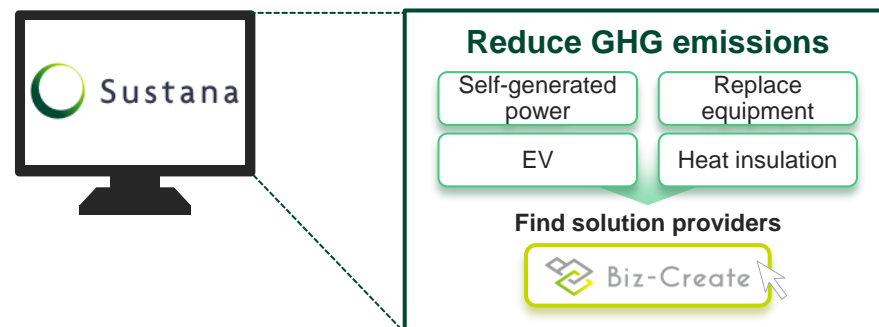 Sustana
Reduce GHG emissions
Self-generated
power
Replace
equipment
EV
Heat insulation
Find solution providers
Biz-Create